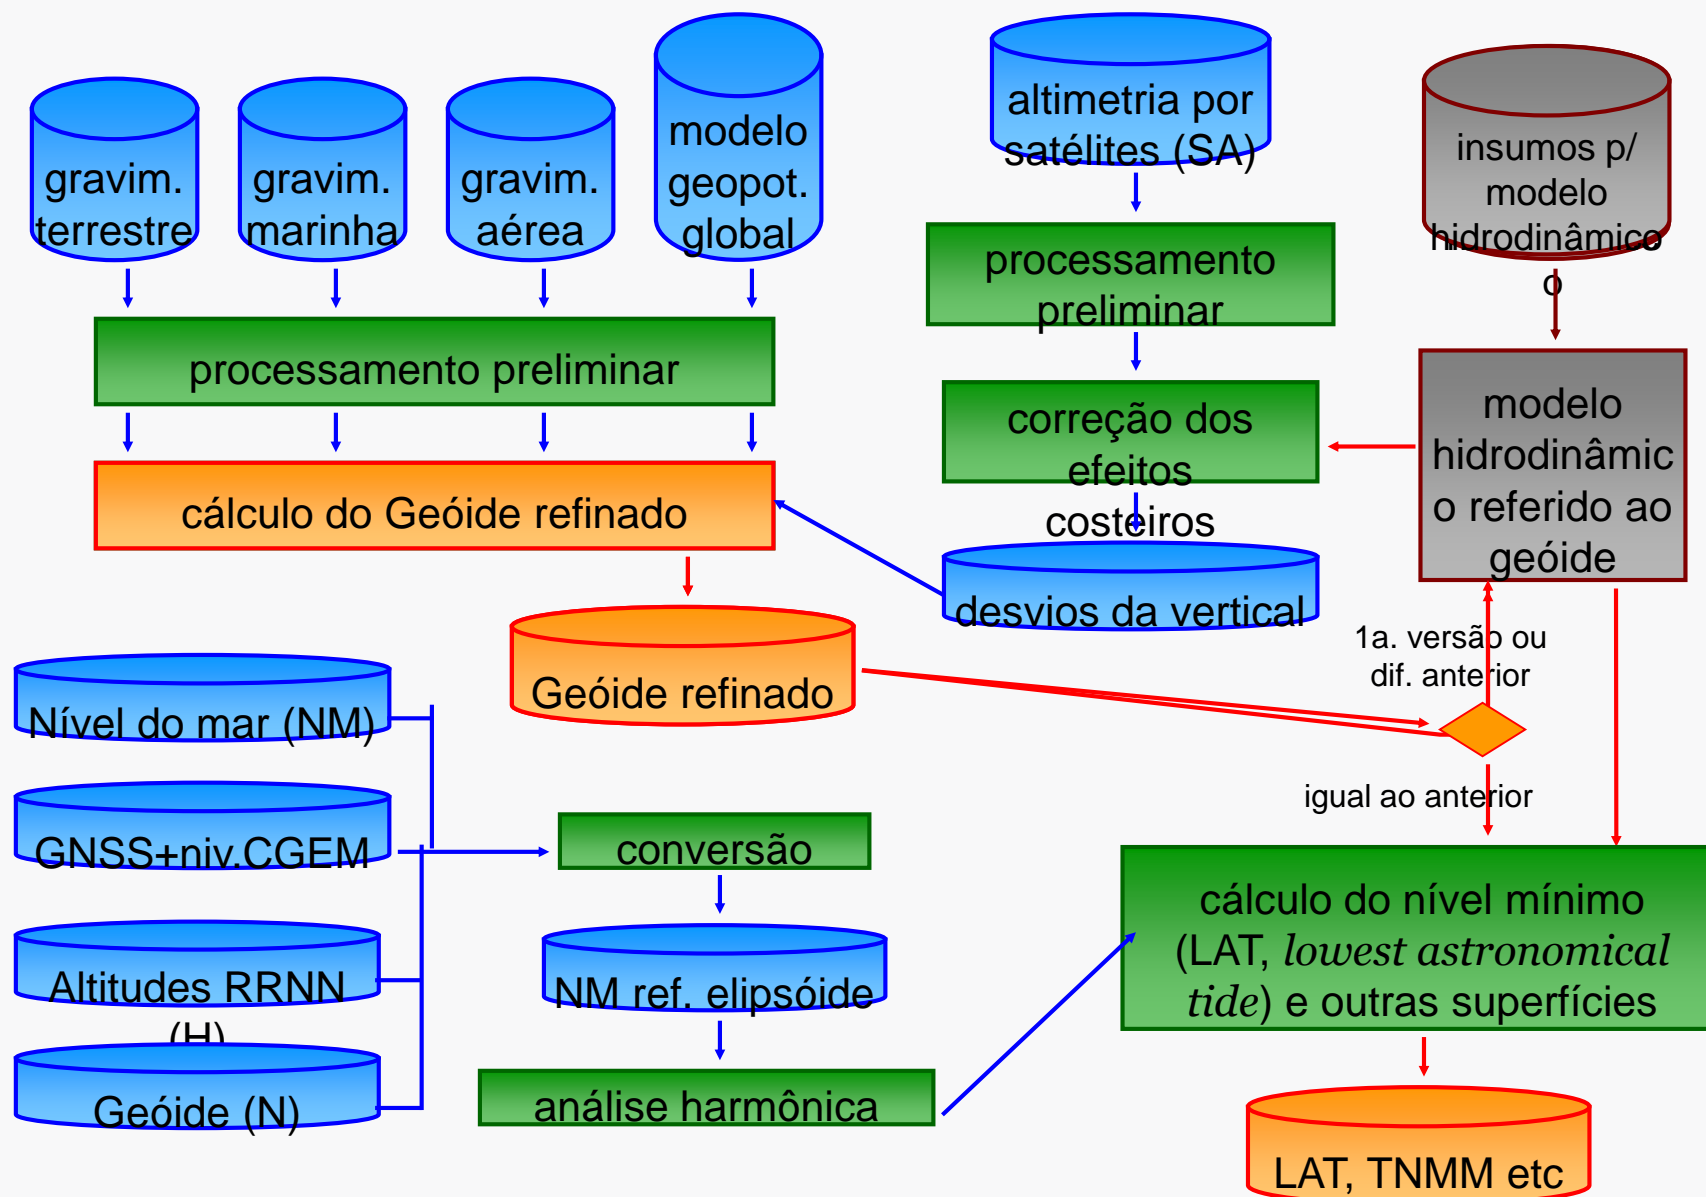 gravim.
terrestre
gravim.
marinha
gravim.
aérea
modelo
geopot.
global
altimetria por
satélites (SA)
insumos p/
modelo
hidrodinâmico
o
processamento
preliminar
processamento preliminar
correção dos
efeitos
costeiros
modelo
hidrodinâmic
o referido ao
geóide
cálculo do Geóide refinado
desvios da vertical
1a. versão ou
dif. anterior
Geóide refinado
Nível do mar (NM)
igual ao anterior
GNSS+niv.CGEM
conversão
cálculo do nível mínimo
(LAT, lowest astronomical
tide) e outras superfícies
Altitudes RRNN
(H)
NM ref. elipsóide
Geóide (N)
análise harmônica
LAT, TNMM etc